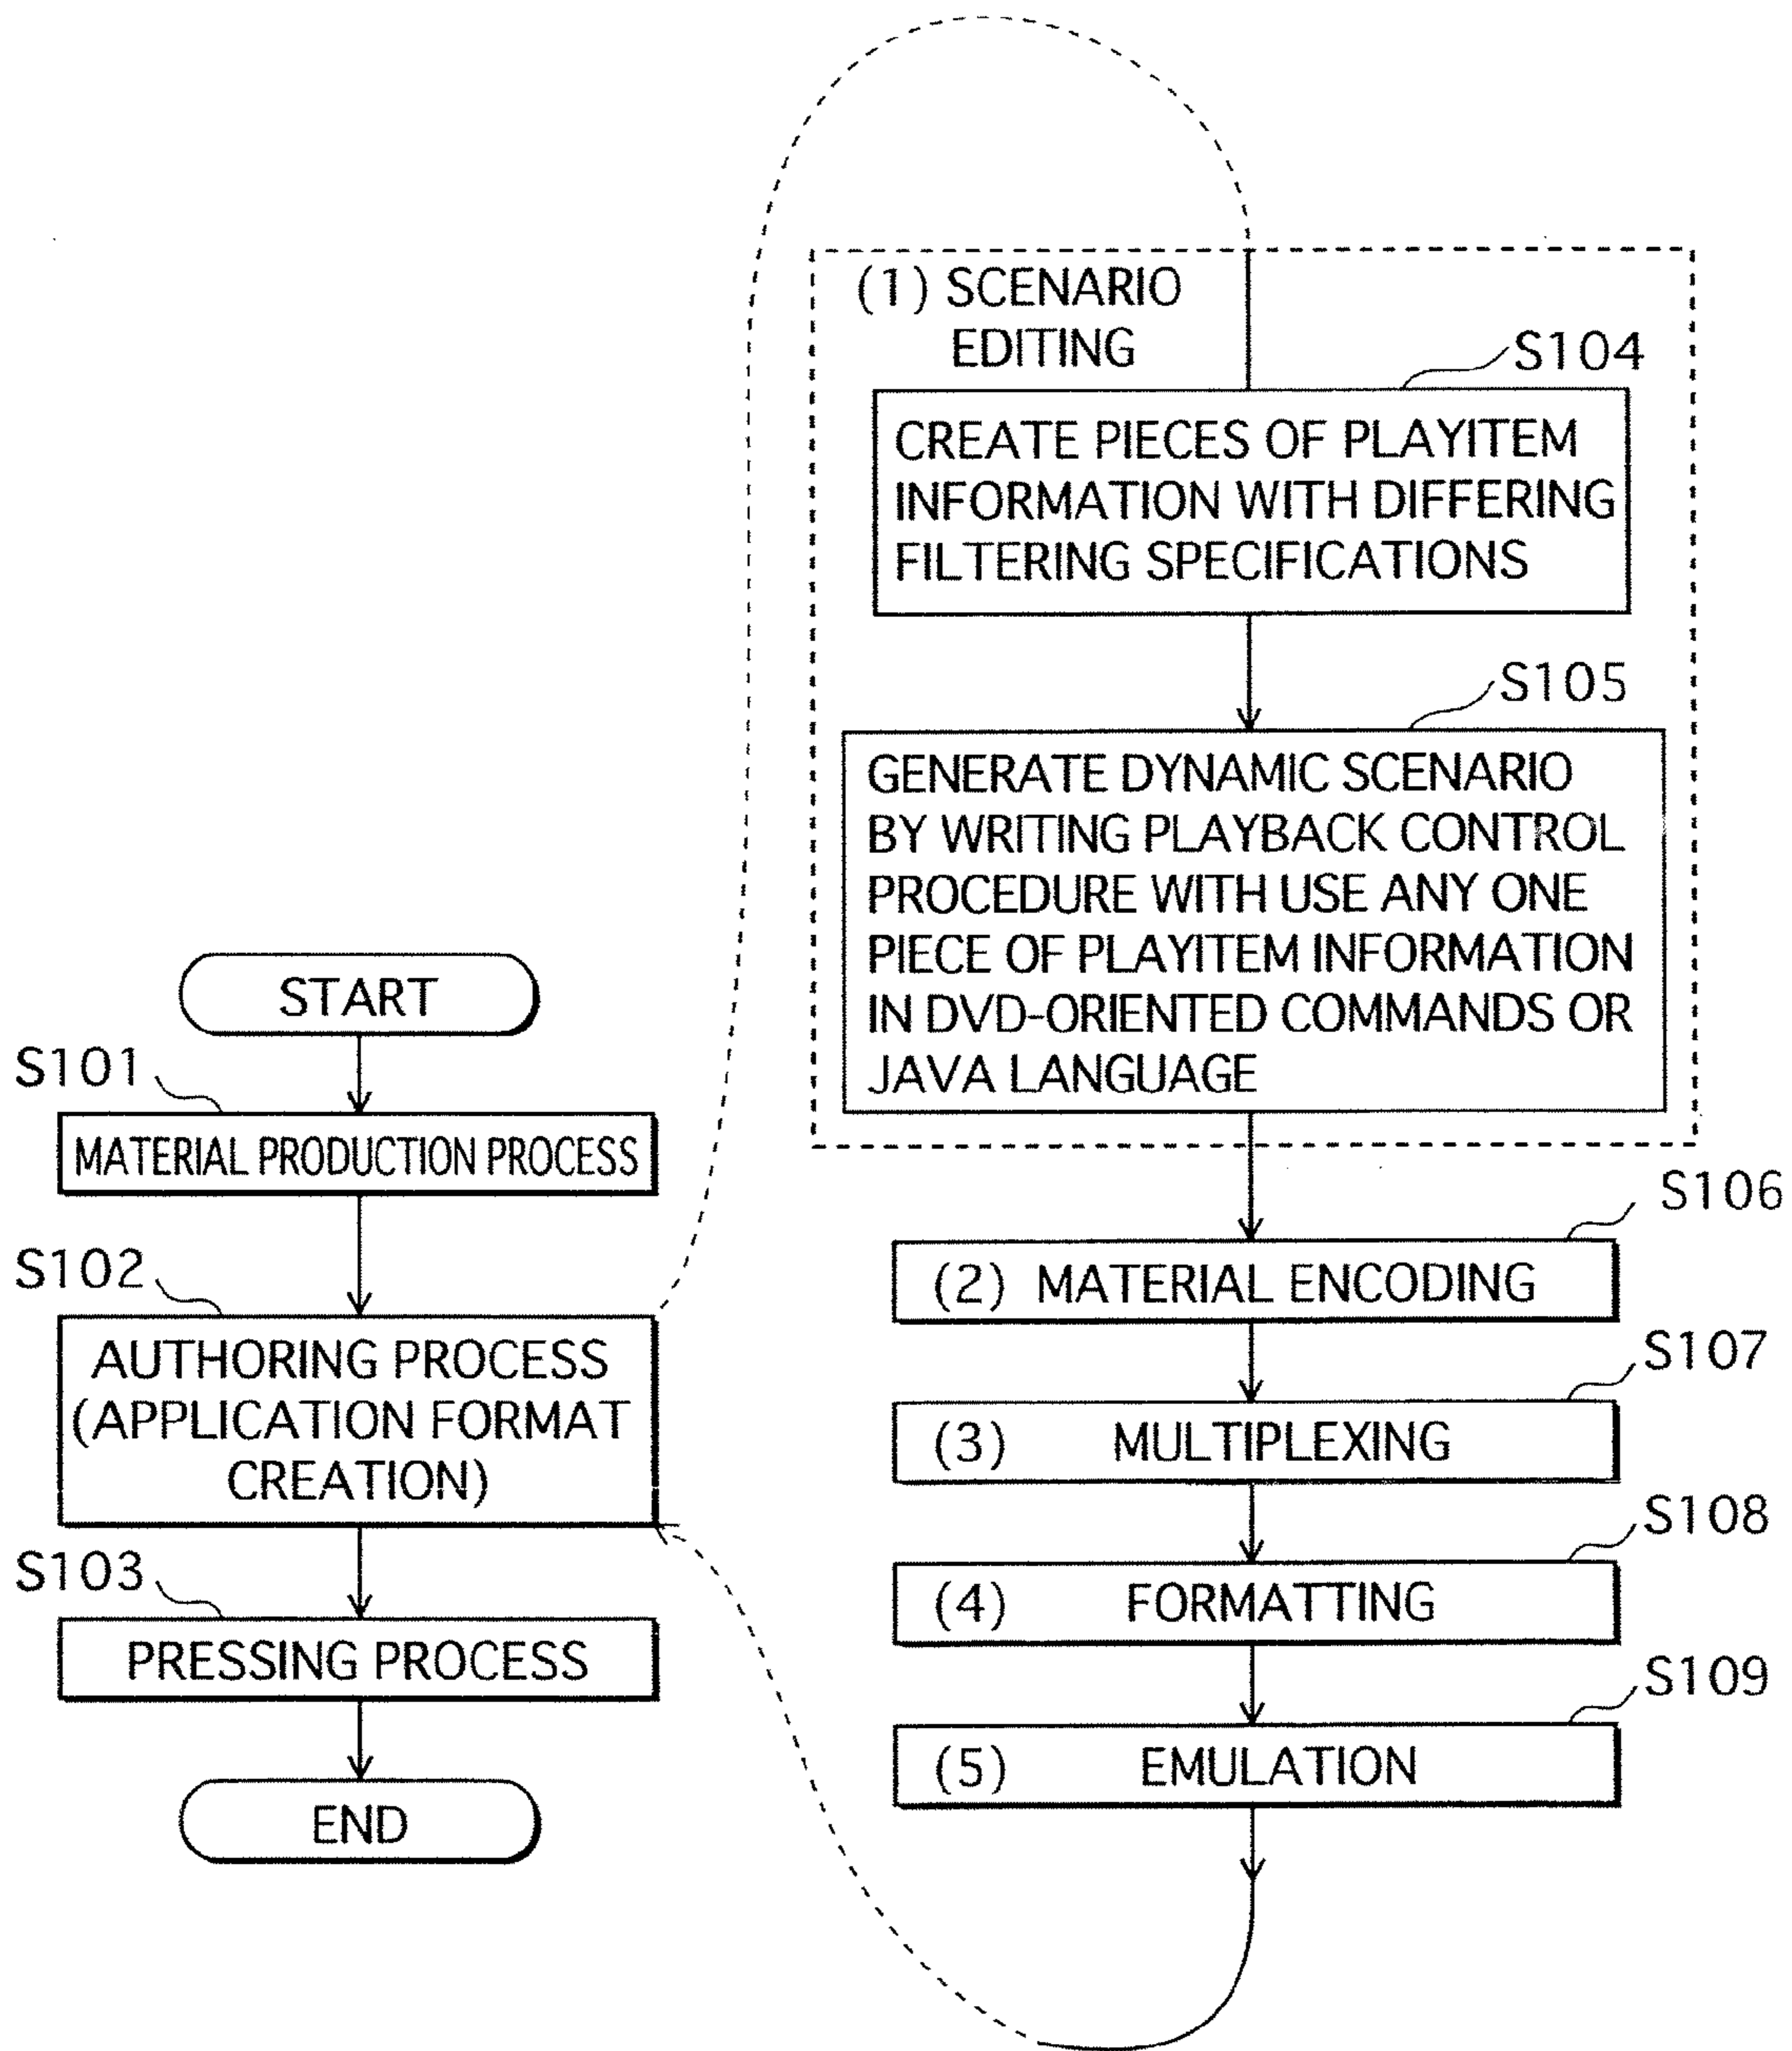 START
S101
MATERIAL PRODUCTION PROCESS
S102
AUTHORING PROCESS
(APPLICATION FORMAT
CREATION)
S103
PRESSING PROCESS
END
(1) SCENARIO
EDITING
S104
CREATE PIECES OF PLAYITEM
INFORMATION WITH DIFFERING
FILTERING SPECIFICATIONS
S105
GENERATE DYNAMIC SCENARIO
BY WRITING PLAYBACK CONTROL
PROCEDURE WITH USE ANY ONE
PIECE OF PLAYITEM INFORMATION
IN DVD-ORIENTED COMMANDS OR
JAVA LANGUAGE
S106
(2) MATERIAL ENCODING
S107
(3) MULTIPLEXING
S108
(4) FORMATTING
S109
(5) EMULATION